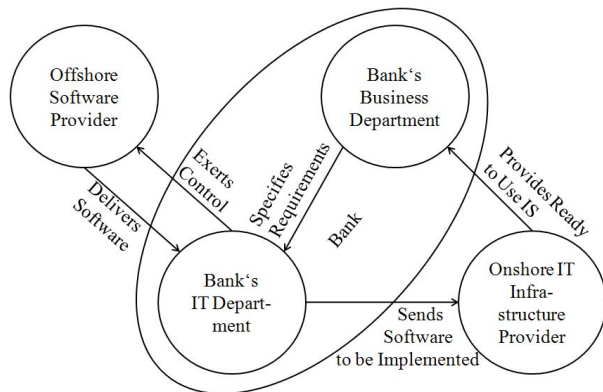 Offshore
Software
Provider
Bank‘s
Business
Department
Exerts
Control
Delivers
Software
Specifies
Requirements
Bank
Provides Ready
to Use IS
Bank‘s
IT Depart-
ment
Sends
Software
to be Implemented
Onshore IT
Infra-
structure
Provider